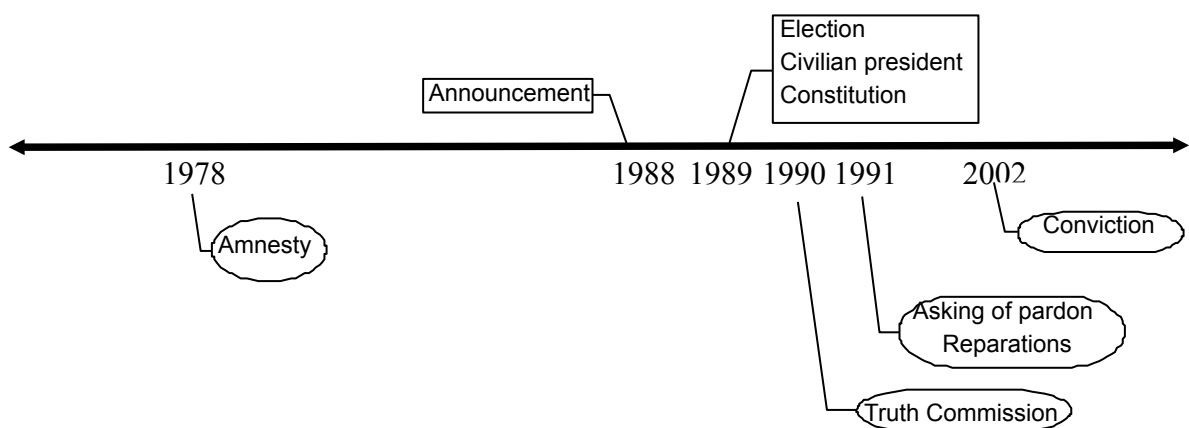 Election
Civilian president
Constitution
Announcement
1978
1988
1989
1990
1991
2002
Amnesty
Conviction
Asking of pardon
Reparations
Truth Commission